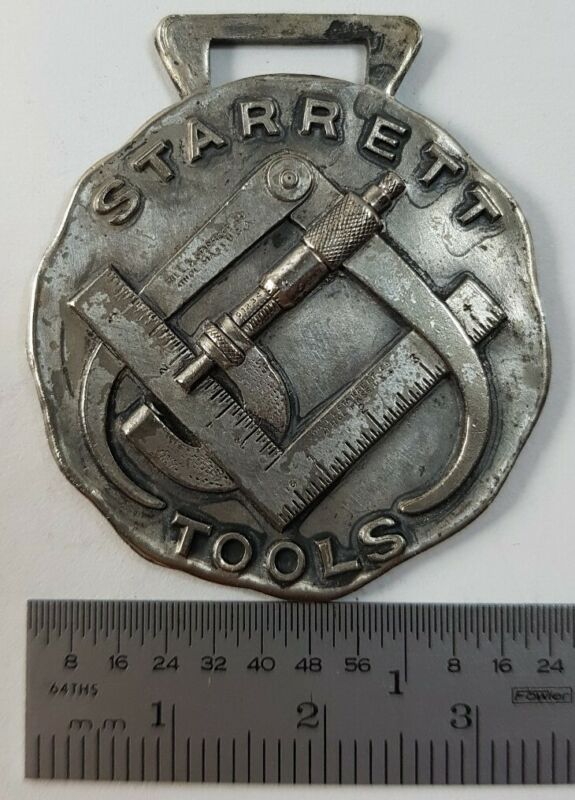 STARRETT
TOOLS
8 16 24 32 40 48 56 1 8 16 24
64THS
Fowler
mm 1 2 3